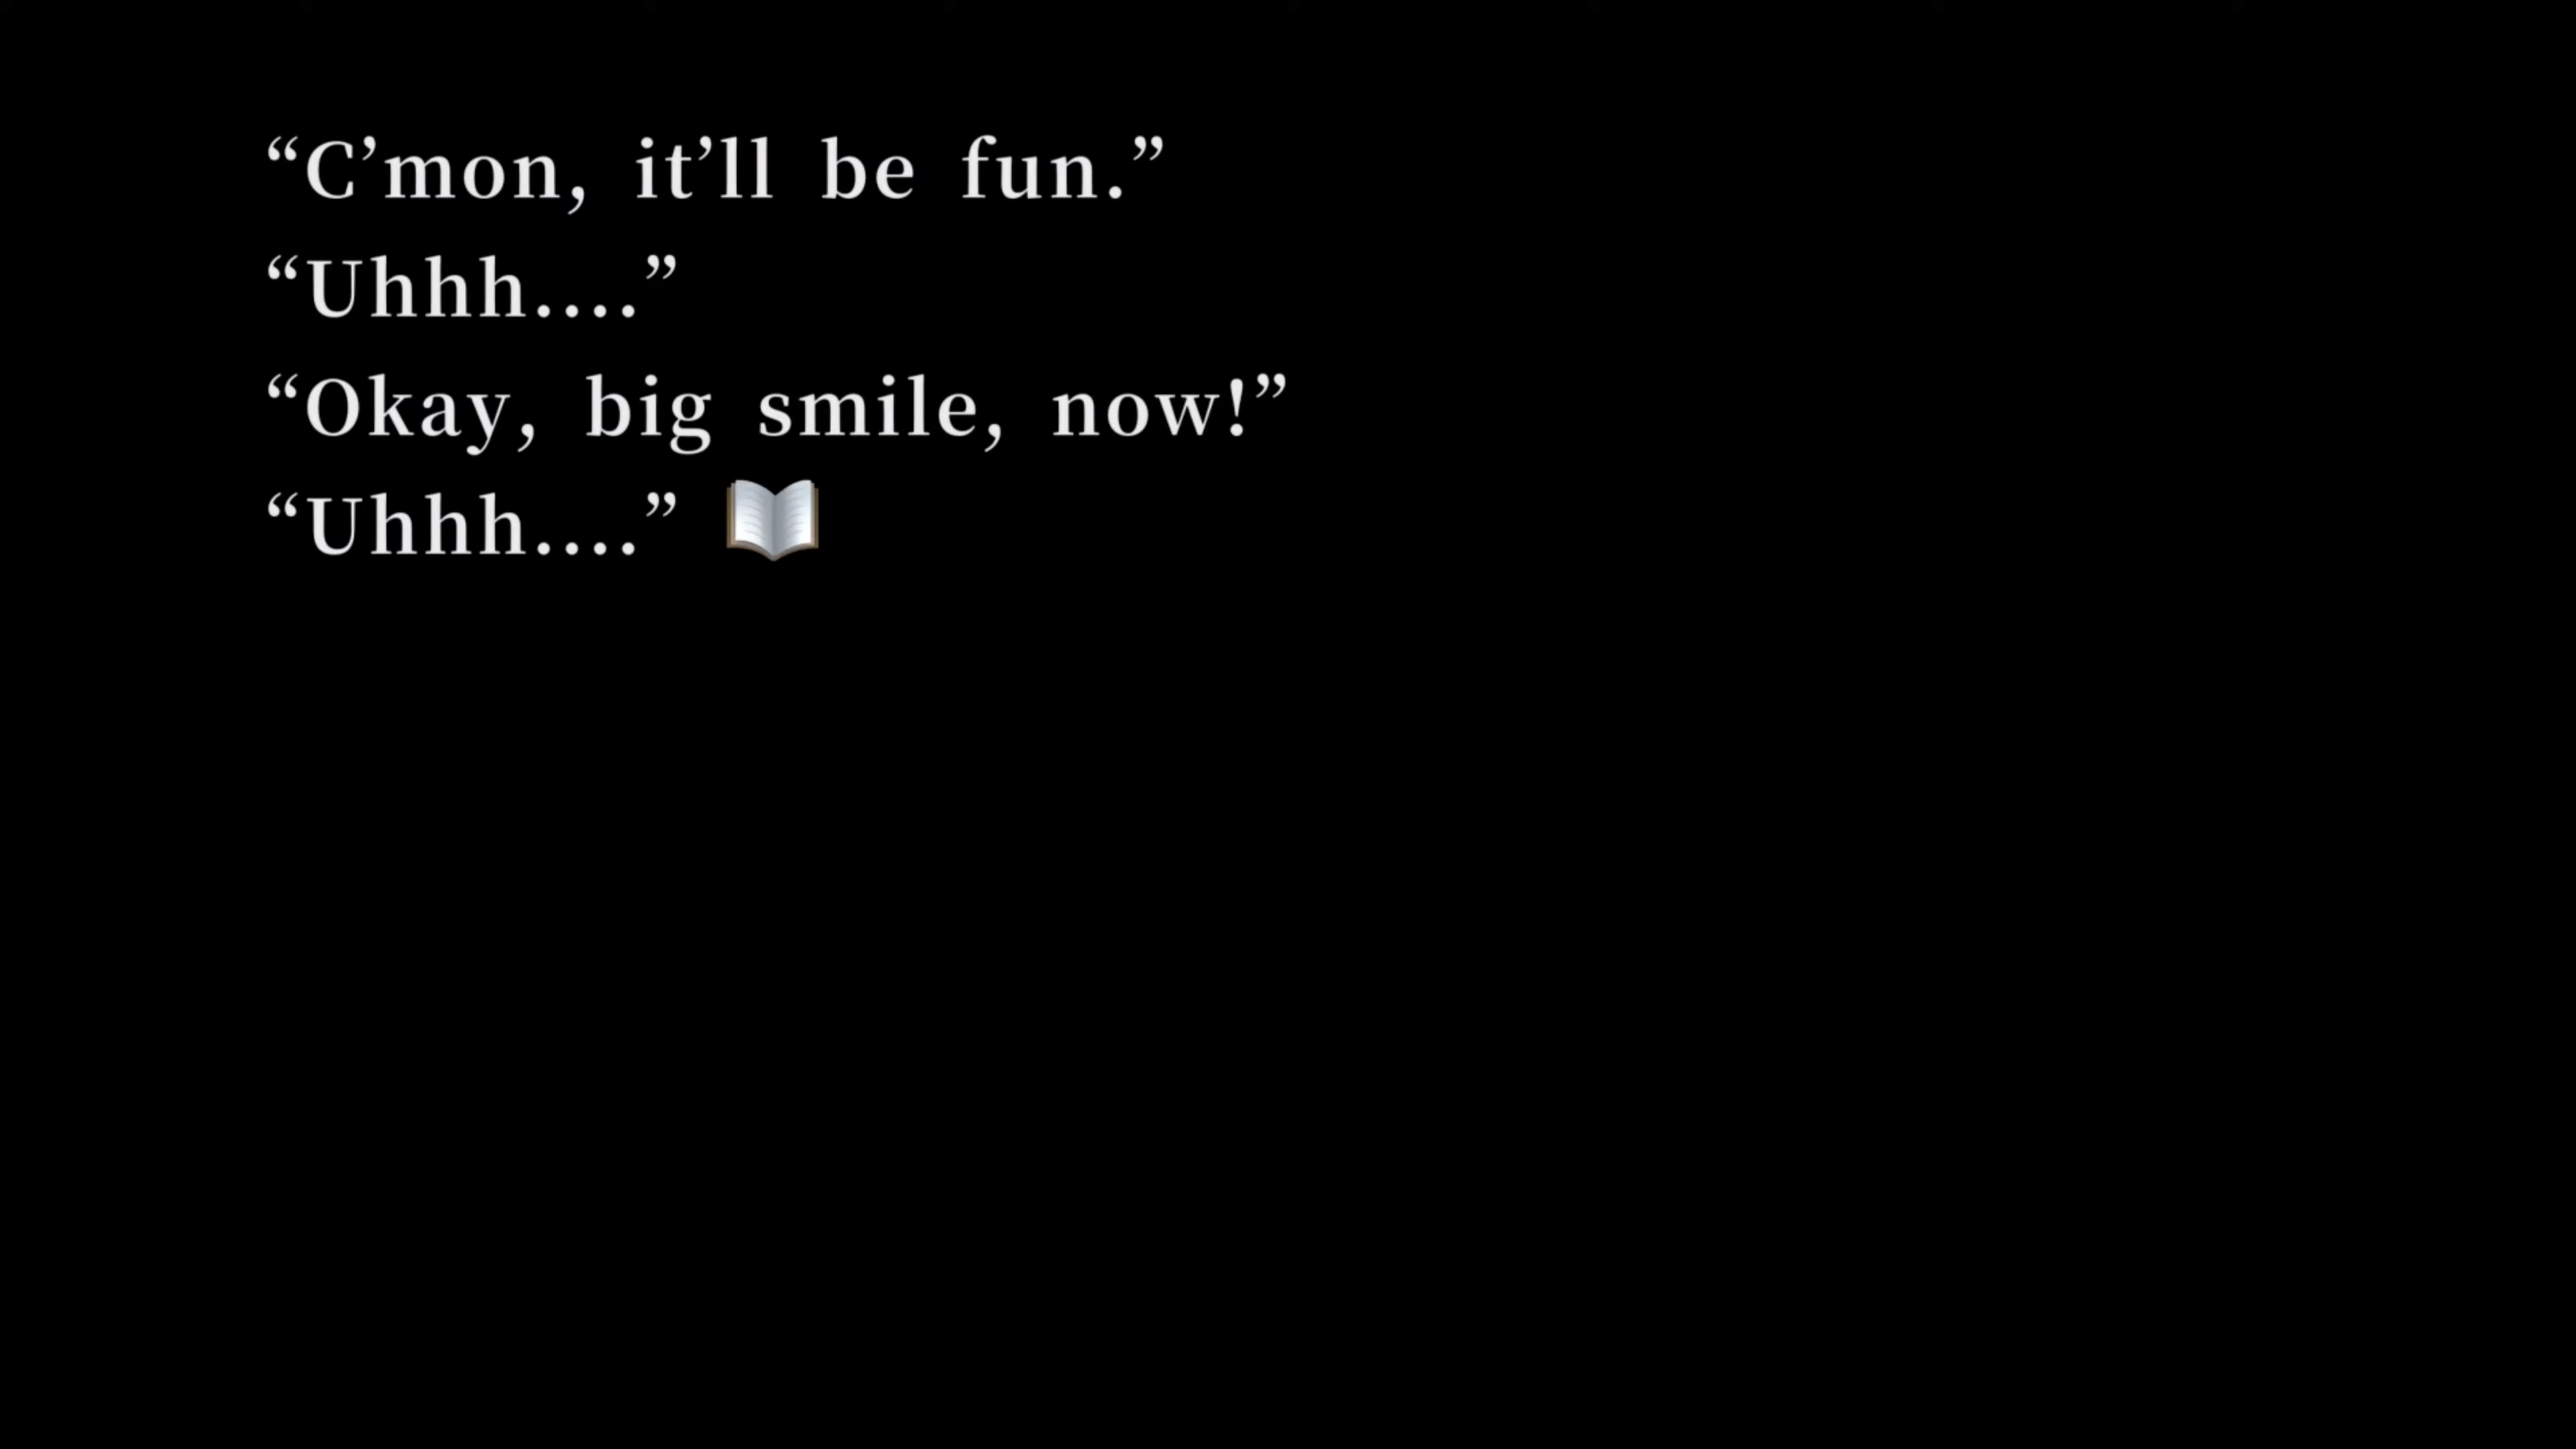 “C’mon, it’ll be fun.”
“Uhhh....”
“Okay, big smile, now!”
“Uhhh....”